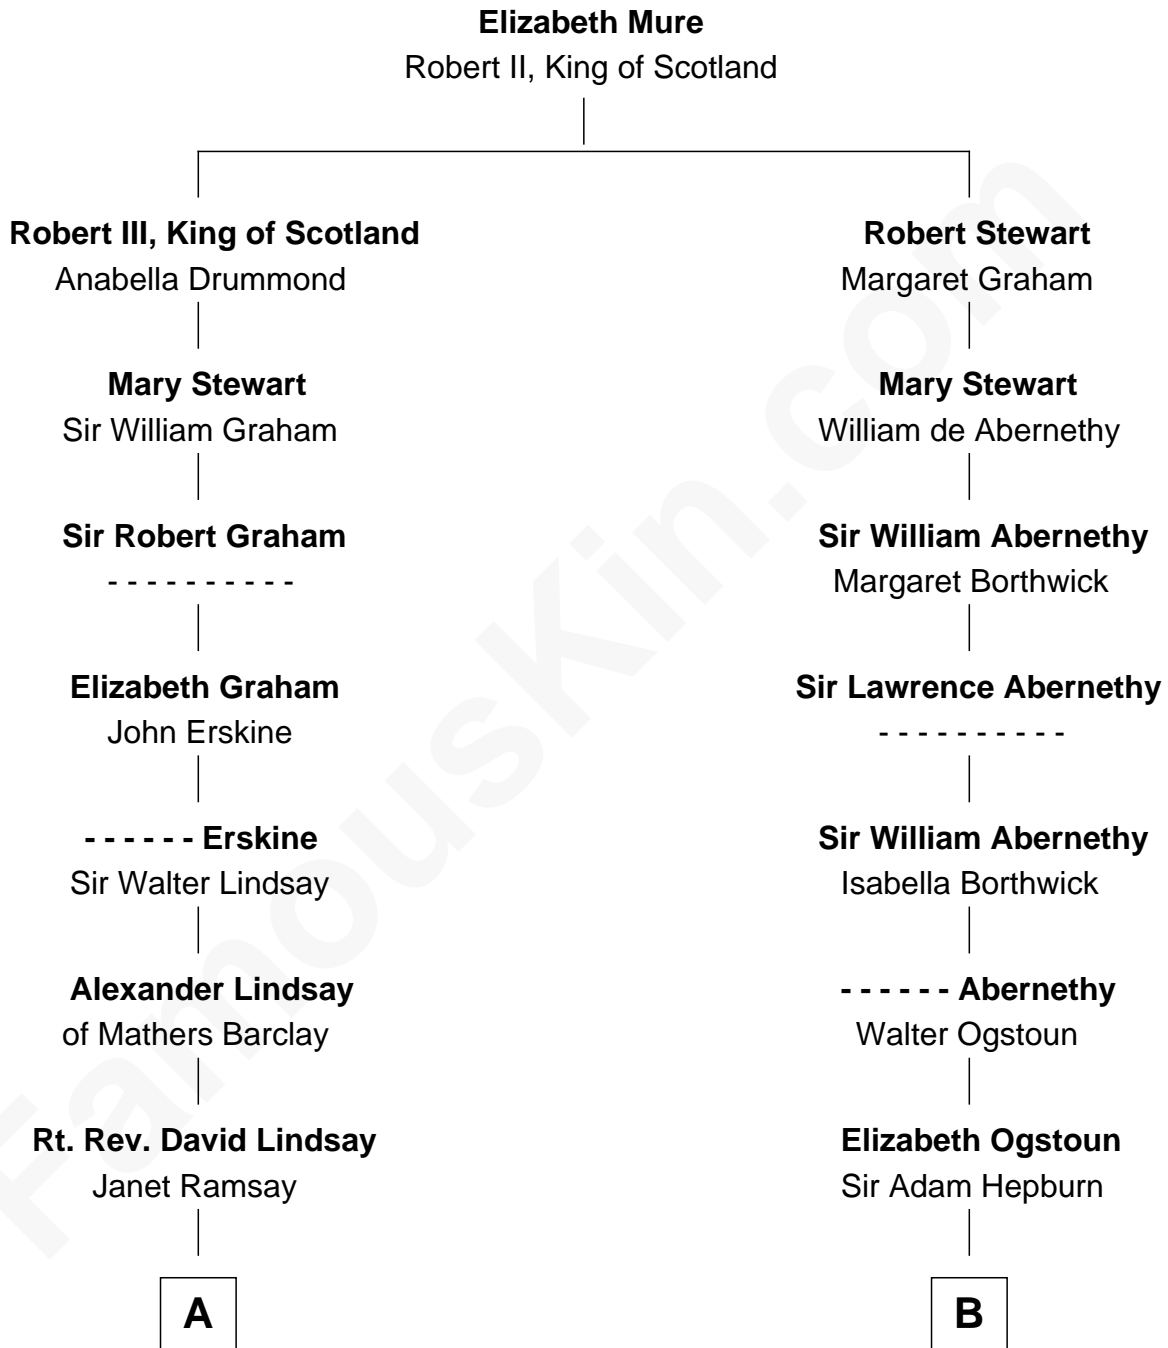 Elizabeth Mure
Robert II, King of Scotland
Robert III, King of Scotland
Anabella Drummond
Mary Stewart
Sir William Graham
Sir Robert Graham
- - - - - - - - - -
Elizabeth Graham
John Erskine
- - - - - - Erskine
Sir Walter Lindsay
Alexander Lindsay
of Mathers Barclay
Rt. Rev. David Lindsay
Janet Ramsay
A
Robert Stewart
Margaret Graham
Mary Stewart
William de Abernethy
Sir William Abernethy
Margaret Borthwick
Sir Lawrence Abernethy
- - - - - - - - - -
Sir William Abernethy
Isabella Borthwick
- - - - - - Abernethy
Walter Ogstoun
Elizabeth Ogstoun
Sir Adam Hepburn
B
FamousKin.com